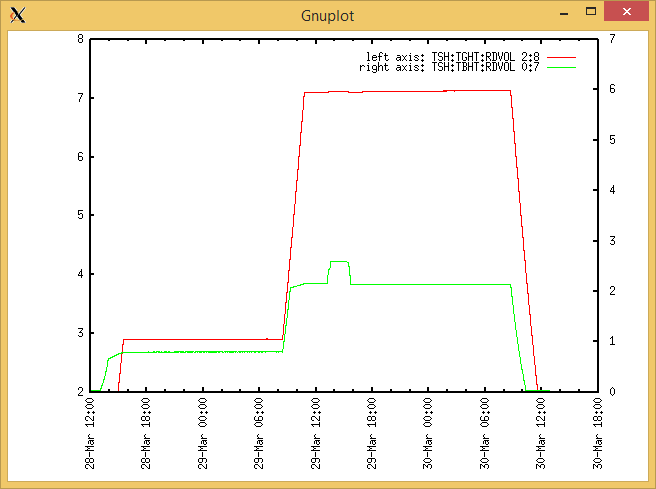 Gnuplot
8
7
left axis: TSH:TGHT:RDVOL 2:8
right axis: TSH:TBHT:RDVOL 0:7
7
6
6
5
5
4
4
3
3
2
2
1
0
28-Mar 12:00
28-Mar 18:00
29-Mar 00:00
29-Mar 06:00
29-Mar 12:00
29-Mar 18:00
30-Mar 00:00
30-Mar 06:00
30-Mar 12:00
30-Mar 18:00